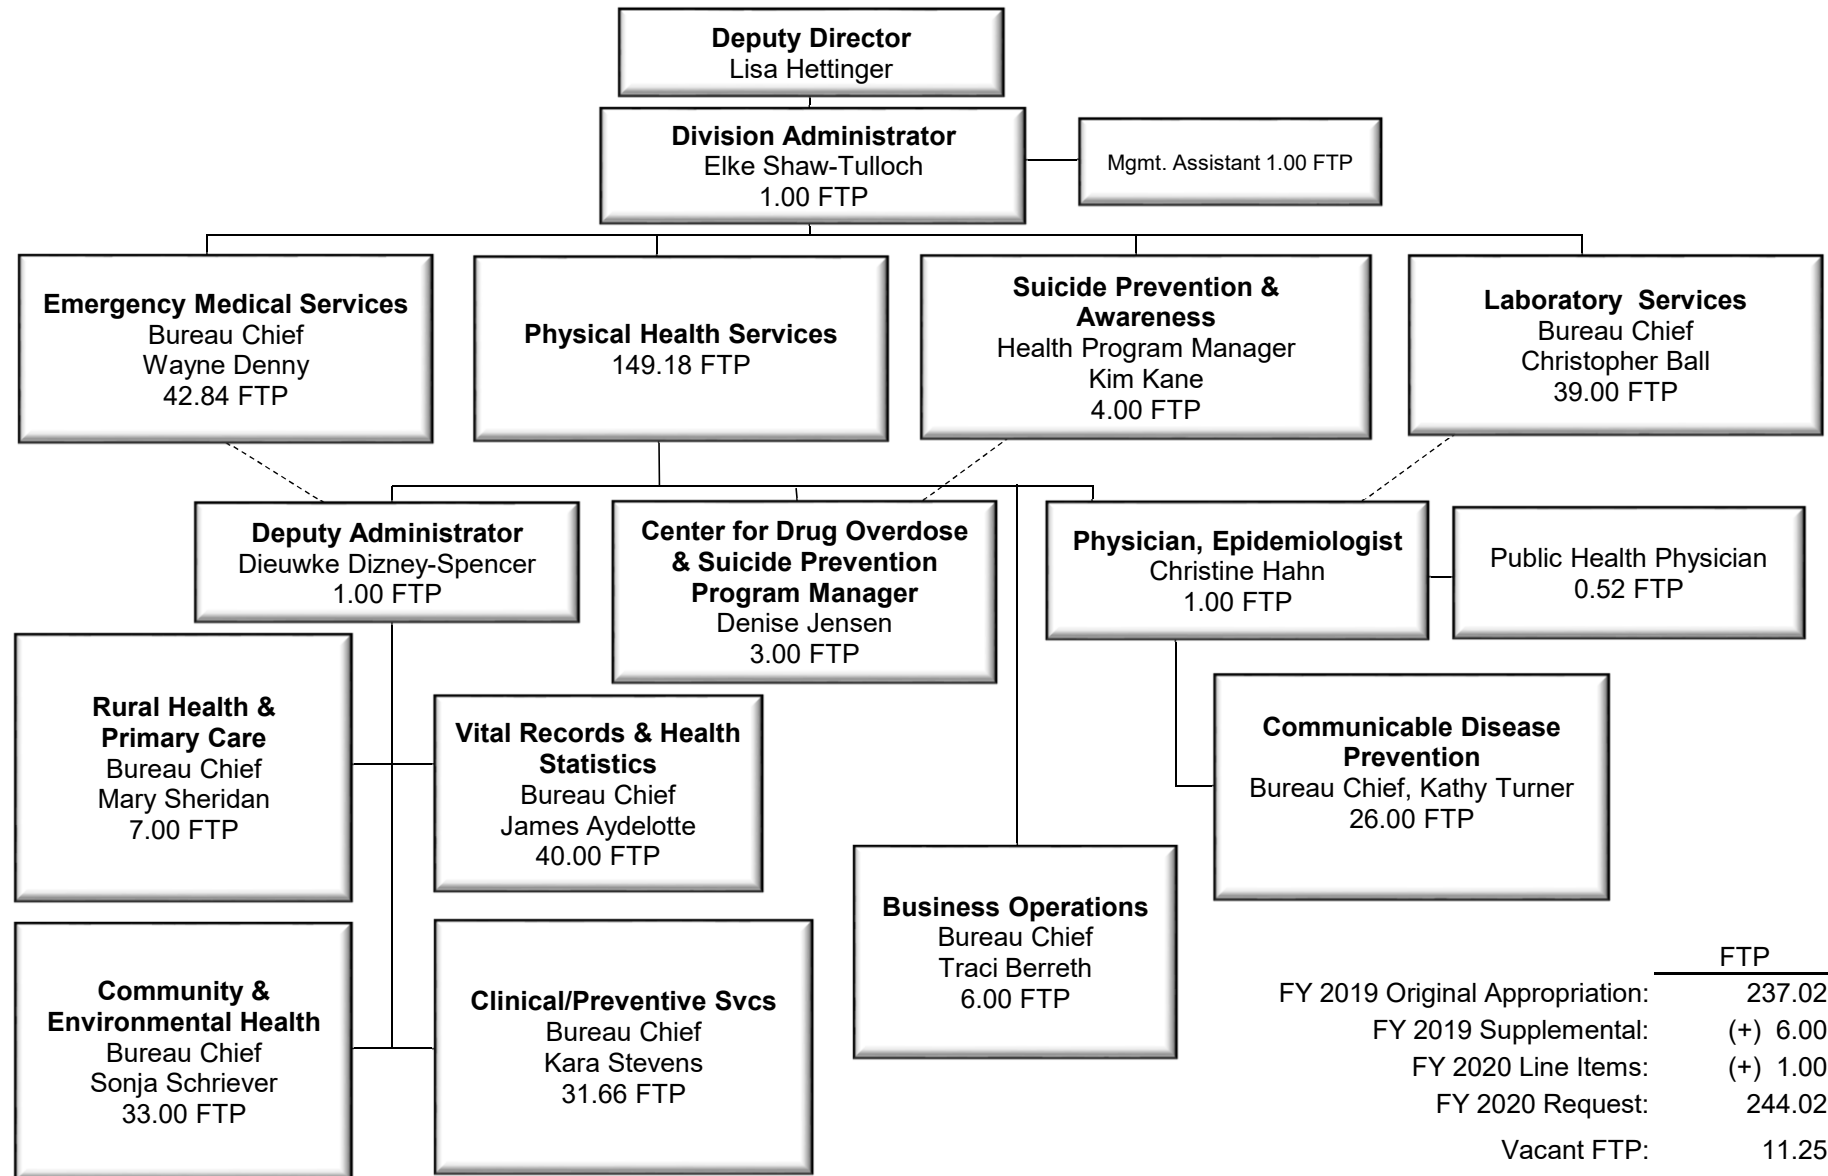 Deputy Director
Lisa Hettinger
Division Administrator
Elke Shaw-Tulloch
1.00 FTP
Mgmt. Assistant 1.00 FTP
Emergency Medical Services
Bureau Chief
Wayne Denny
42.84 FTP
Physical Health Services
149.18 FTP
Suicide Prevention &
Awareness
Health Program Manager
Kim Kane
4.00 FTP
Laboratory Services
Bureau Chief
Christopher Ball
39.00 FTP
Deputy Administrator
Dieuwke Dizney-Spencer
1.00 FTP
Center for Drug Overdose
& Suicide Prevention
Program Manager
Denise Jensen
3.00 FTP
Physician, Epidemiologist
Christine Hahn
1.00 FTP
Public Health Physician
0.52 FTP
Rural Health &
Primary Care
Bureau Chief
Mary Sheridan
7.00 FTP
Vital Records & Health
Statistics
Bureau Chief
James Aydelotte
40.00 FTP
Communicable Disease
Prevention
Bureau Chief, Kathy Turner
26.00 FTP
Business Operations
Bureau Chief
Traci Berreth
6.00 FTP
Community &
Environmental Health
Bureau Chief
Sonja Schriever
33.00 FTP
Clinical/Preventive Svcs
Bureau Chief
Kara Stevens
31.66 FTP
FTP
FY 2019 Original Appropriation: 237.02
FY 2019 Supplemental: (+) 6.00
FY 2020 Line Items: (+) 1.00
FY 2020 Request: 244.02
Vacant FTP: 11.25